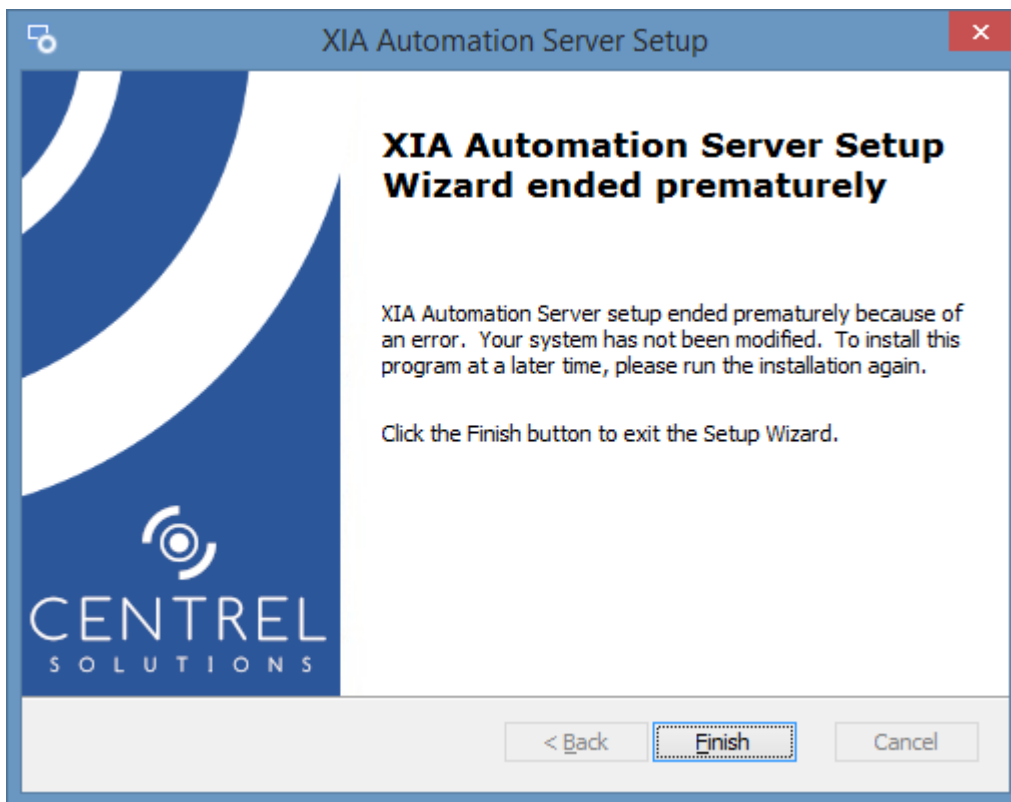 XIA Automation Server Setup
XIA Automation Server Setup
Wizard ended prematurely
XIA Automation Server setup ended prematurely because of
an error. Your system has not been modified. To install this
program at a later time, please run the installation again.
Click the Finish button to exit the Setup Wizard.
CENTREL
SOLUTIONS
< Back
Finish
Cancel